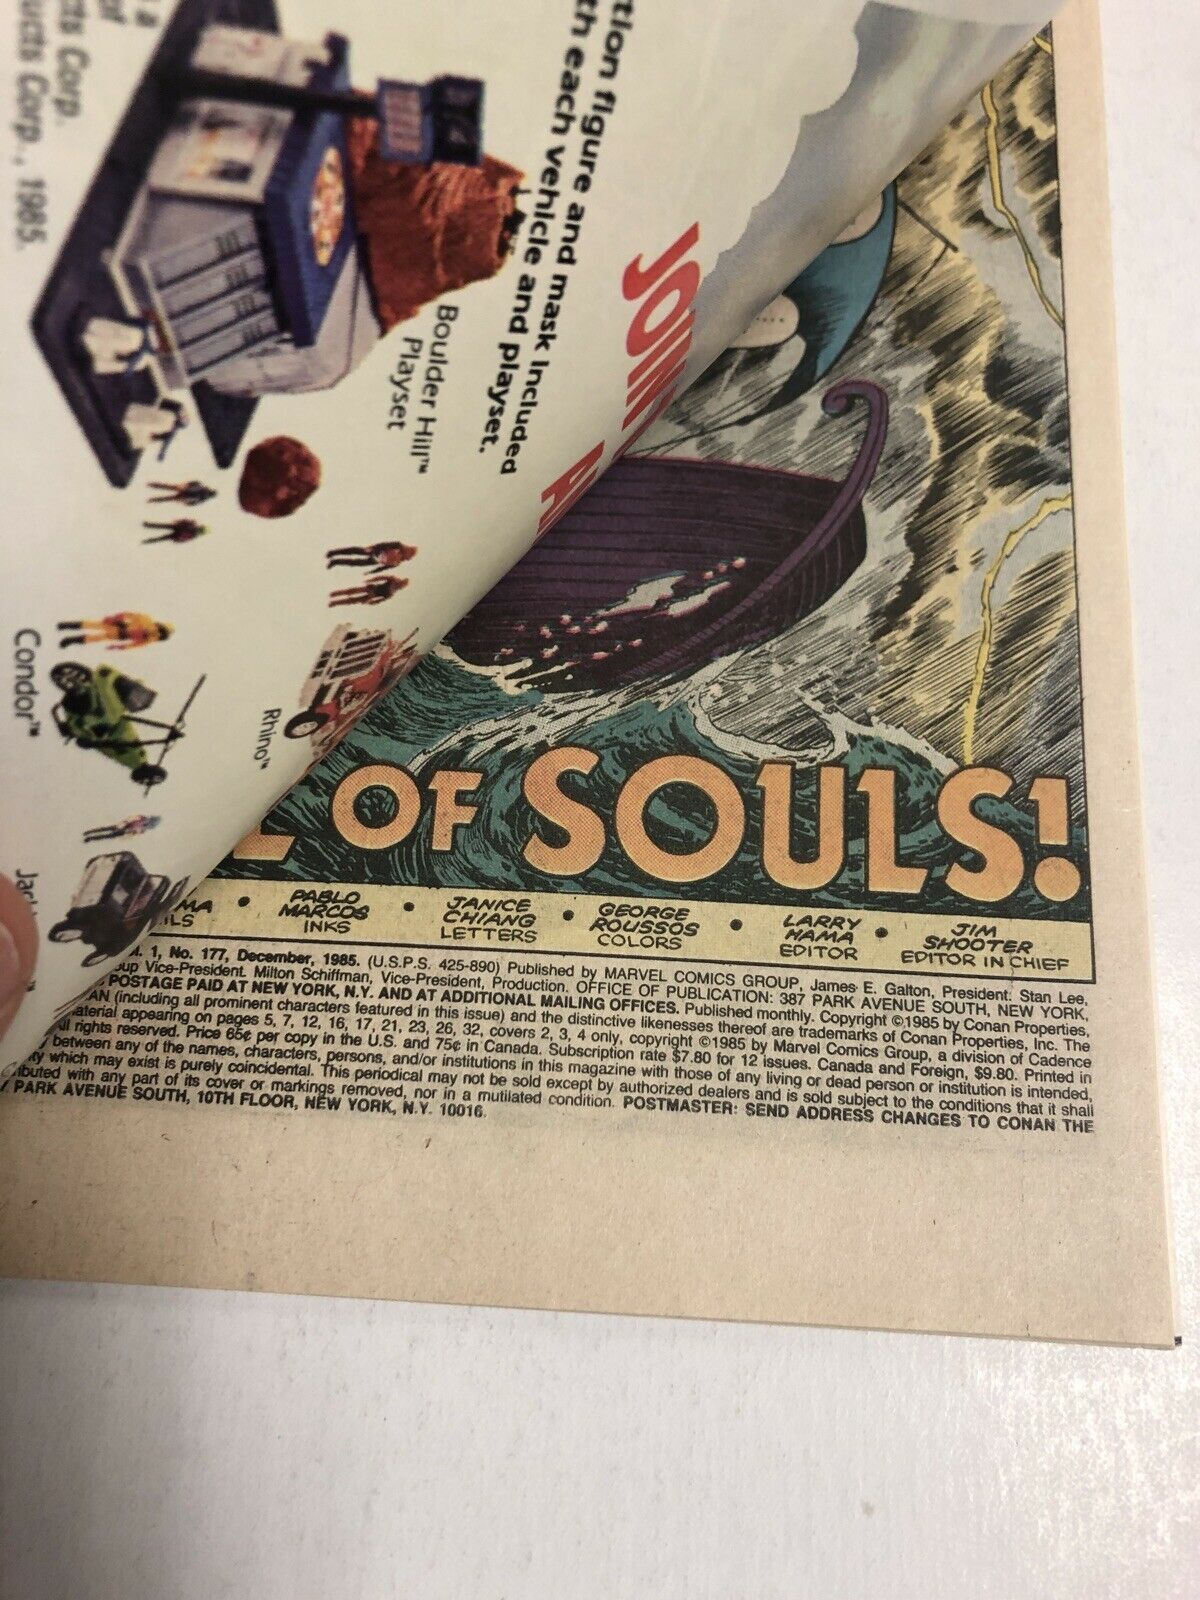 a
cts Corp.
of
ucts Corp., 1985.
tion figure and mask included
th each vehicle and playset.
JOIN
Boulder Hill™
Playset
Condor™
Rhino™
OF SOULS!
PABLO
MARCOS
INKS
JANICE
CHIANG
LETTERS
GEORGE
ROUSSOS
COLORS
LARRY
HAMA
EDITOR
JIM
SHOOTER
EDITOR IN CHIEF
1, No. 177, December, 1985. (U.S.P.S. 425-890) Published by MARVEL COMICS GROUP, James E. Galton, President. Stan Lee,
Vice-President. Milton Schiffman, Vice-President, Production. OFFICE OF PUBLICATION: 387 PARK AVENUE SOUTH, NEW YORK,
POSTAGE PAID AT NEW YORK, N.Y. AND AT ADDITIONAL MAILING OFFICES. Published monthly. Copyright ©1985 by Conan Properties,
(including all prominent characters featured in this issue) and the distinctive likenesses thereof are trademarks of Conan Properties, Inc. The
material appearing on pages 5, 7, 12, 16, 17, 21, 23, 26, 32, covers 2, 3, 4 only, copyright ©1985 by Marvel Comics Group, a division of Cadence
All rights reserved. Price 65¢ per copy in the U.S. and 75¢ in Canada. Subscription rate $7.80 for 12 issues. Canada and Foreign, $9.80. Printed in
between any of the names, characters, persons, and/or institutions in this magazine with those of any living or dead person or institution is intended,
which may exist is purely coincidental. This periodical may not be sold except by authorized dealers and is sold subject to the conditions that it shall
with any part of its cover or markings removed, nor in a mutilated condition. POSTMASTER: SEND ADDRESS CHANGES TO CONAN THE
PARK AVENUE SOUTH, 10TH FLOOR, NEW YORK, N.Y. 10016.